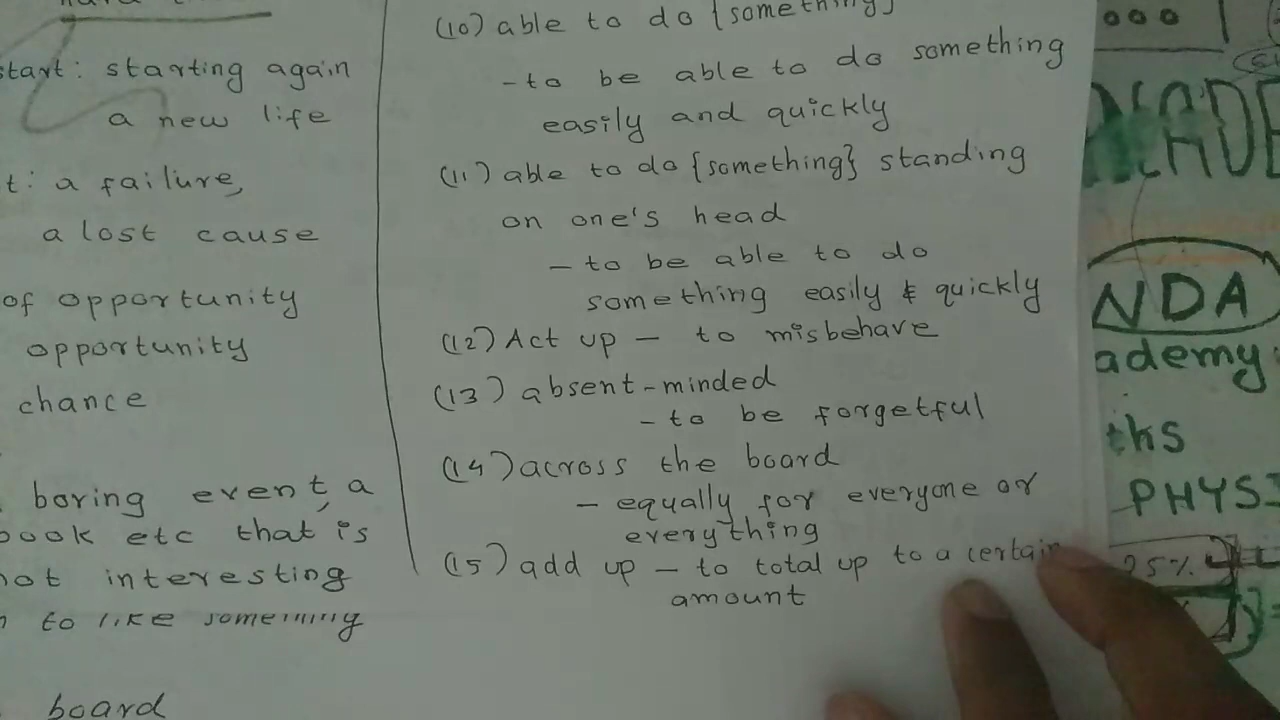 start: starting again
a new life
t: a failure,
a lost cause
of opportunity
opportunity
chance
boring event, a
book etc that is
not interesting
to like something
board
(10) able to do {something}
- to be able to do something
easily and quickly
(11) able to do {something} standing
on one's head
- to be able to do
something easily & quickly
(12) Act up - to misbehave
(13) absent-minded
- to be forgetful
(14) across the board
- equally for everyone or
everything
(15) add up - to total up to a certain
amount
NDA
ademy
ths
PHYS
25%